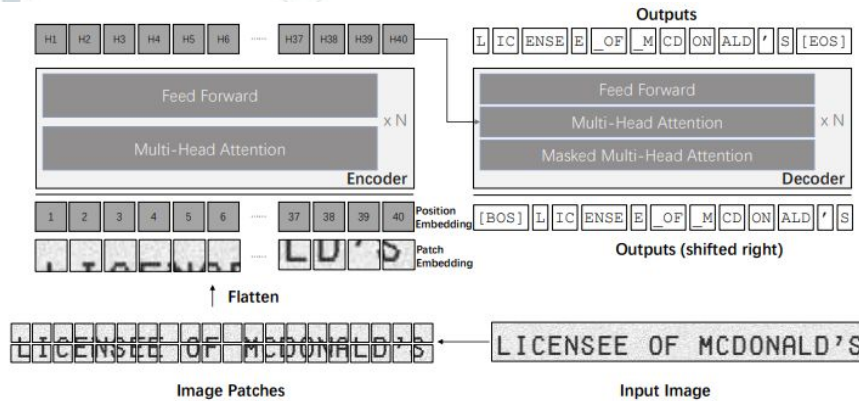 Outputs
H1 H2 H3 H4 H5 H6 ...... H37 H38 H39 H40
L IC ENSE E _OF _M CD ON ALD ' S [EOS]
Feed Forward
Multi-Head Attention
x N
Encoder
Feed Forward
Multi-Head Attention
Masked Multi-Head Attention
x N
Decoder
1 2 3 4 5 6 ...... 37 38 39 40
Position
Embedding
[BOS] L IC ENSE E _OF _M CD ON ALD ' S
LICENSE ...... LD'S
Patch
Embedding
Outputs (shifted right)
Flatten
LICENSEE OF MCDONALD'S
LICENSEE OF MCDONALD'S
Image Patches
Input Image